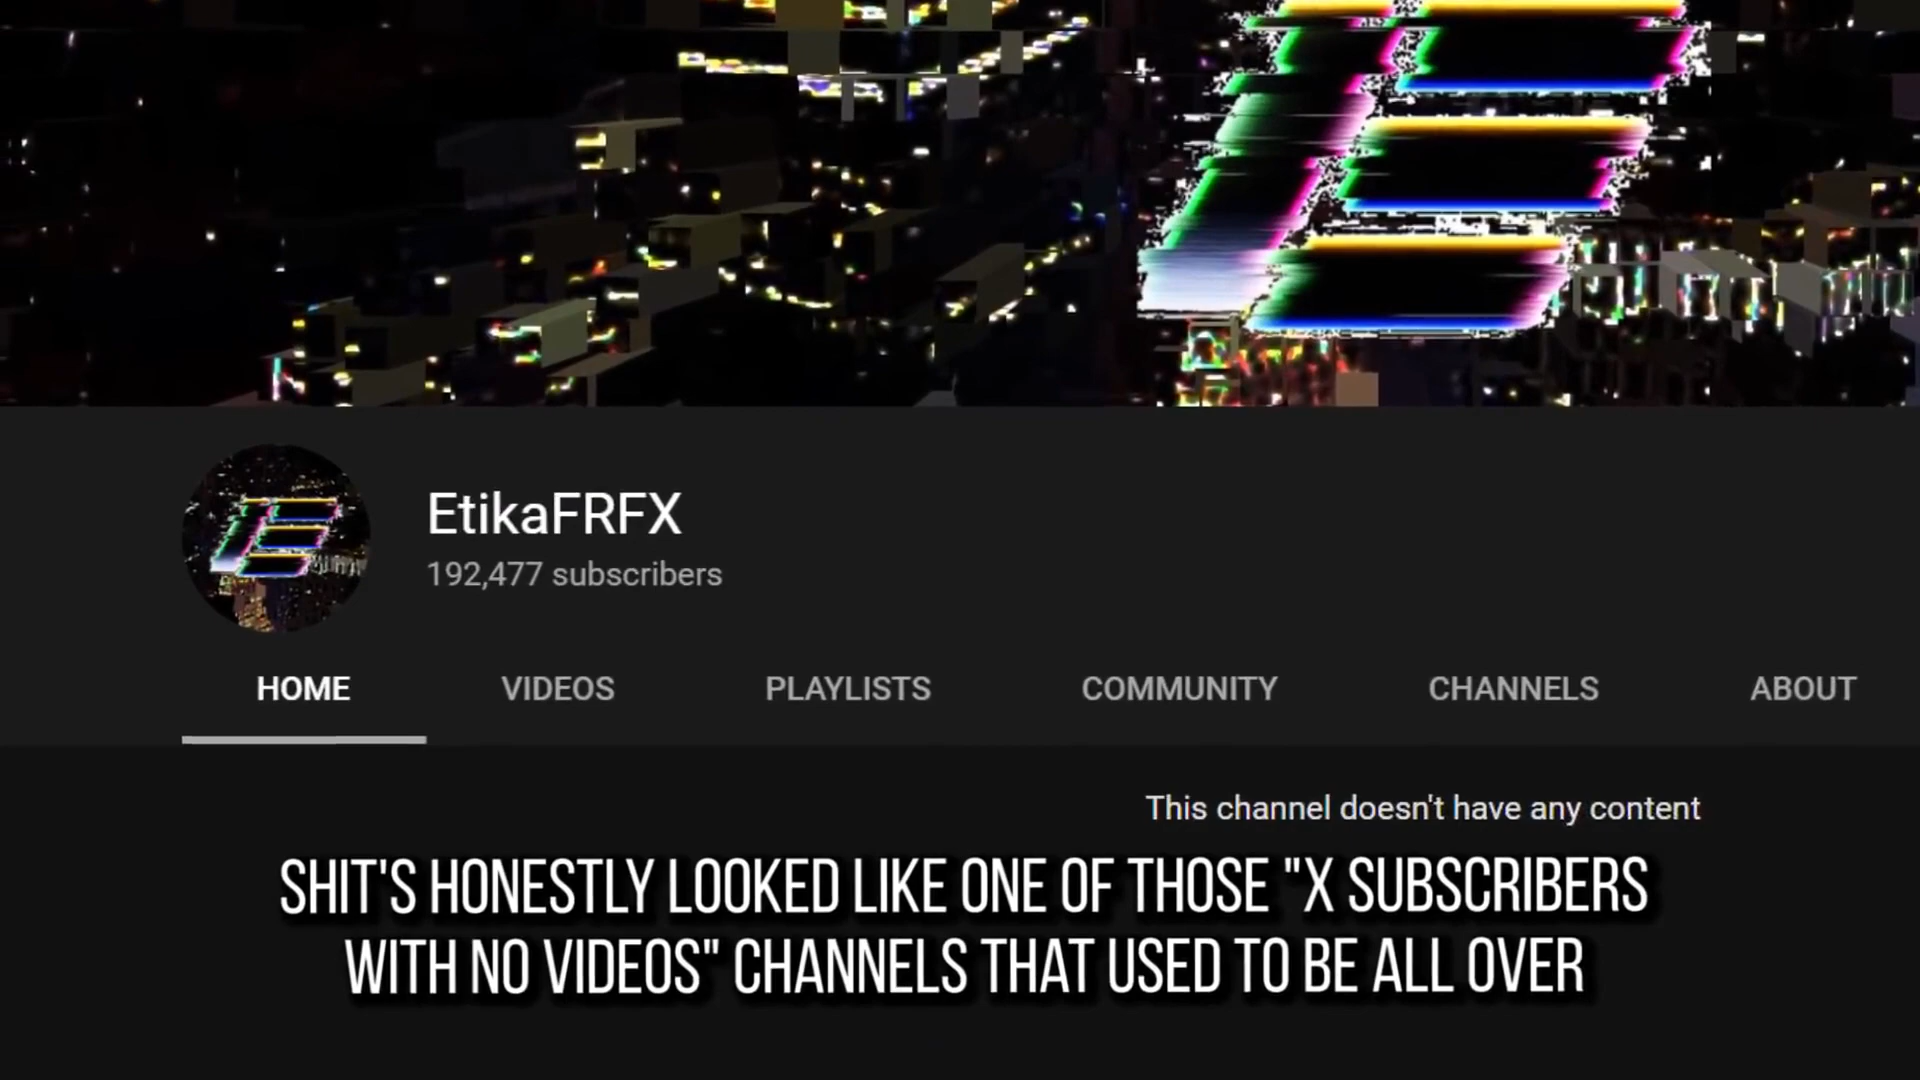 EtikaFRFX
192,477 subscribers
HOME VIDEOS PLAYLISTS COMMUNITY CHANNELS ABOUT
This channel doesn't have any content
SHIT'S HONESTLY LOOKED LIKE ONE OF THOSE "X SUBSCRIBERS
WITH NO VIDEOS" CHANNELS THAT USED TO BE ALL OVER